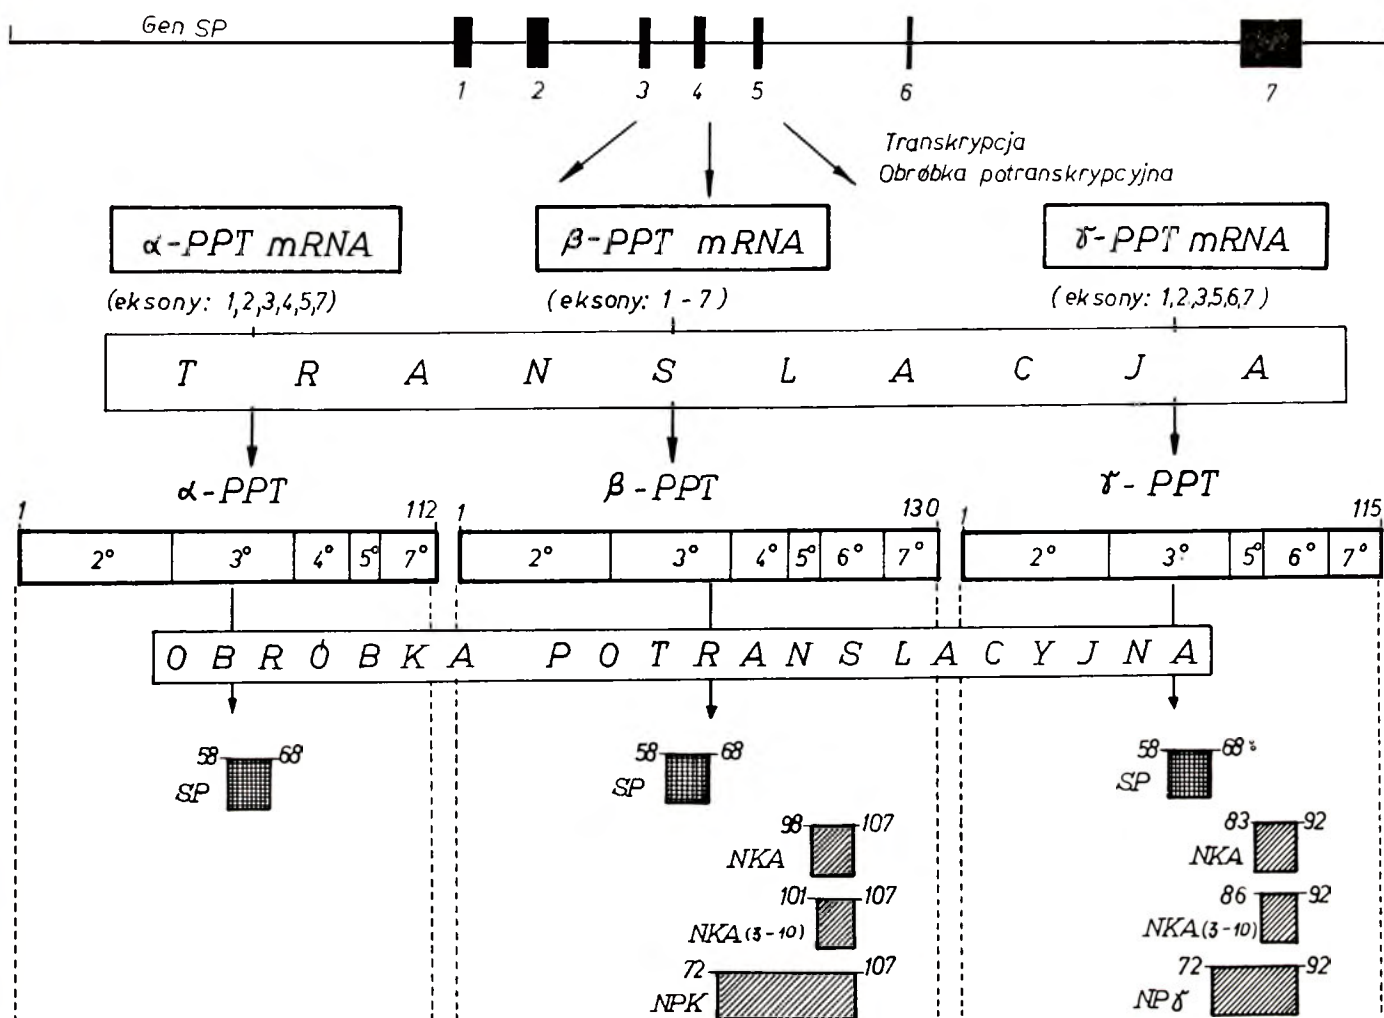 Gen SP
1 2 3 4 5 6 7
Transkrypcja
Obróbka potranskrypcyjna
α-PPT mRNA β-PPT mRNA γ-PPT mRNA
(eksony: 1,2,3,4,5,7) (eksony: 1-7) (eksony: 1,2,3,5,6,7)
T R A N S L A C J A
α-PPT β-PPT γ-PPT
1 112 1 130 1 115
2° 3° 4° 5° 7° 2° 3° 4° 5° 6° 7° 2° 3° 5° 6° 7°
O B R Ó B K A P O T R A N S L A C Y J N A
58 68 58 68 58 68
SP SP SP
98 107 83 92
NKA NKA
101 107 86 92
NKA (3-10) NKA (3-10)
72 107 72 92
NPK NPγ